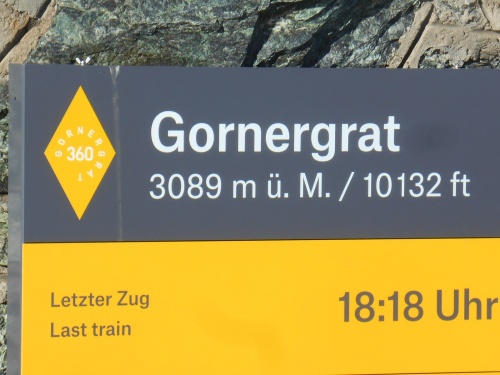 GORNERGRAT
360
Gornergrat
3089 m ü. M. / 10132 ft
Letzter Zug
Last train
18:18 Uhr